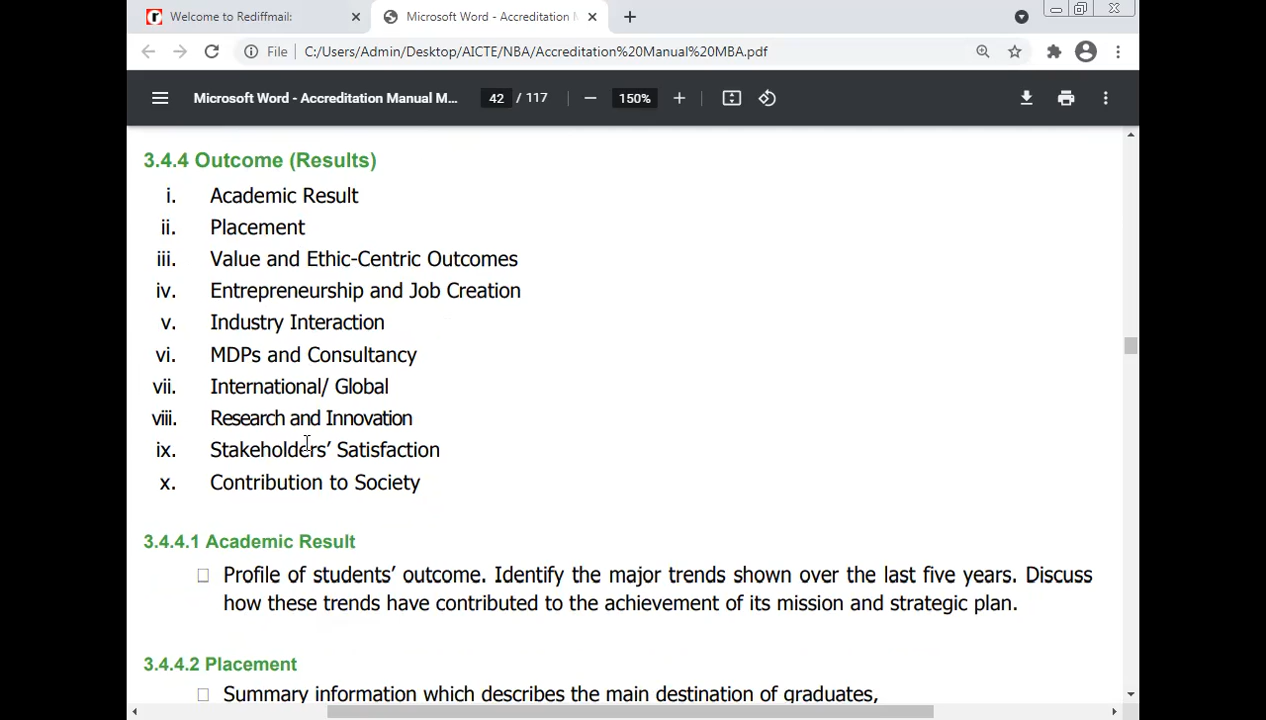 Welcome to Rediffmail:
Microsoft Word - Accreditation
File
C:/Users/Admin/Desktop/AICTE/NBA/Accreditation%20Manual%20MBA.pdf
Microsoft Word - Accreditation Manual M...
42 / 117
150%
3.4.4 Outcome (Results)
i. Academic Result
ii. Placement
iii. Value and Ethic-Centric Outcomes
iv. Entrepreneurship and Job Creation
v. Industry Interaction
vi. MDPs and Consultancy
vii. International/ Global
viii. Research and Innovation
ix. Stakeholders’ Satisfaction
x. Contribution to Society
3.4.4.1 Academic Result
Profile of students’ outcome. Identify the major trends shown over the last five years. Discuss
how these trends have contributed to the achievement of its mission and strategic plan.
3.4.4.2 Placement
Summary information which describes the main destination of graduates,